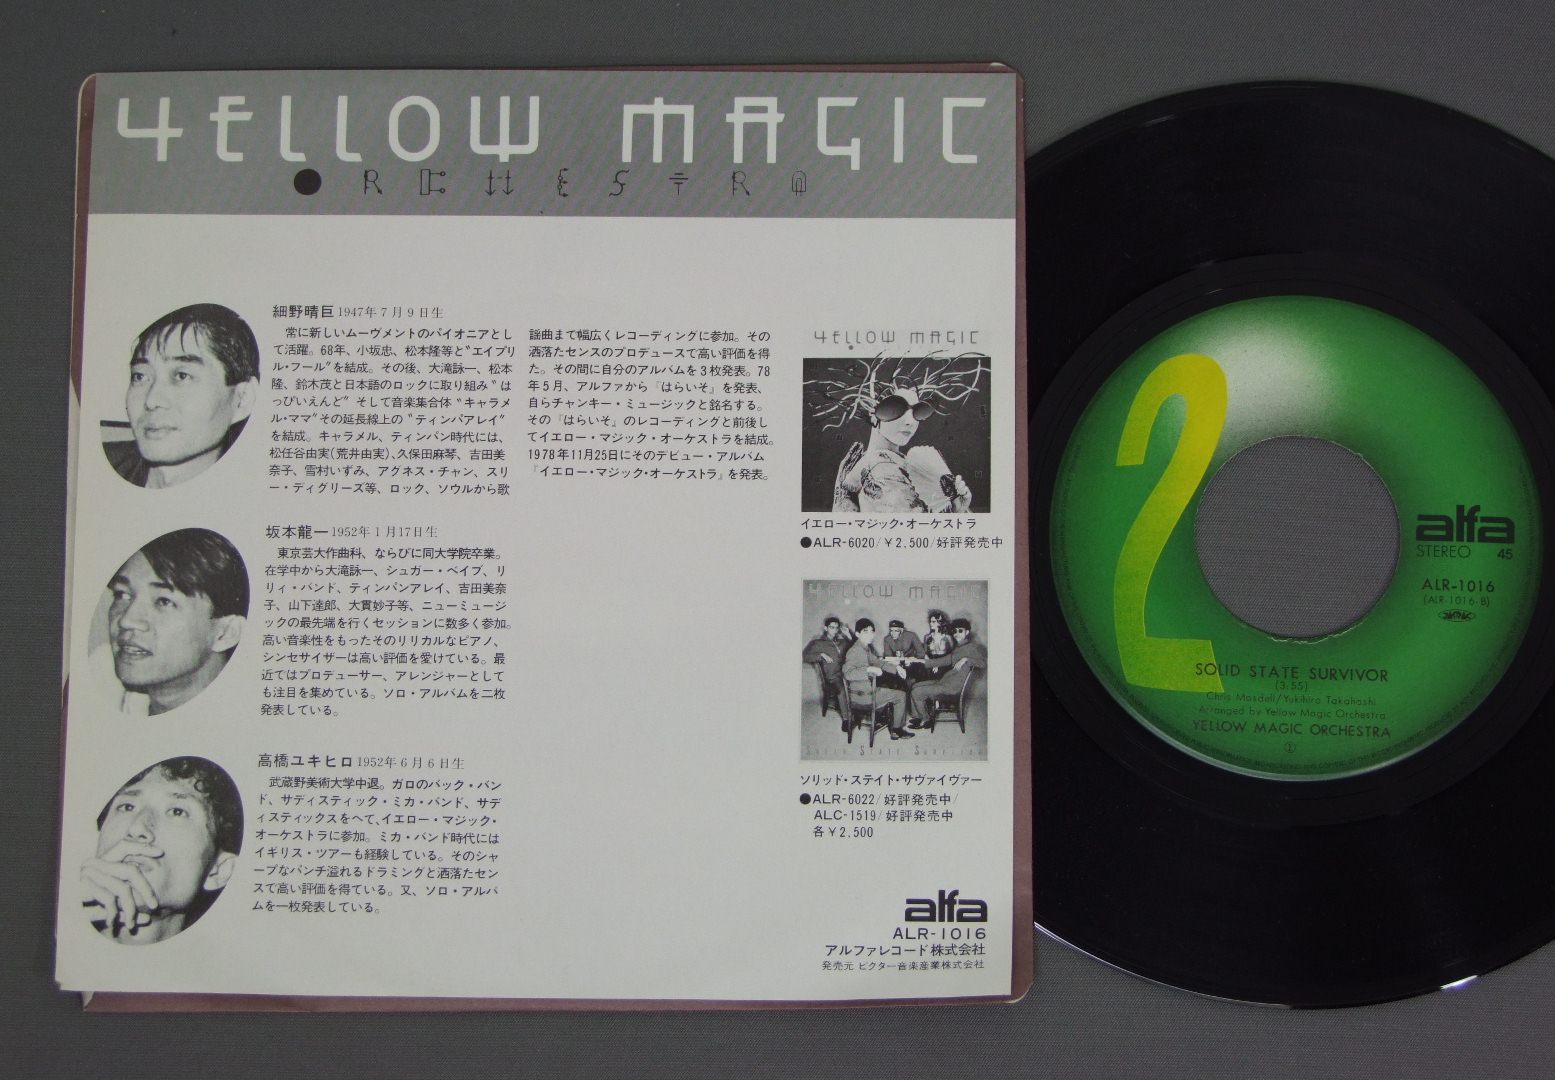 YELLOW MAGIC
ORCHESTRA
細野晴臣 1947年7月9日生
常に新しいムーヴメントのパイオニアとし
て活躍。68年、小坂忠、松本隆等と"エイプリ
ル・フール"を結成。その後、大滝詠一、松本
隆、鈴木茂と日本語のロックに取り組み"は
っぴいえんど"そして音楽集合体"キャラメ
ル・ママ"その延長線上の"ティンパアレイ"
を結成。キャラメル、ティンパン時代には、
松任谷由実(荒井由実)、久保田麻琴、吉田美
奈子、雪村いずみ、アグネス・チャン、スリ
ー・ディグリーズ等、ロック、ソウルから歌
謡曲まで幅広くレコーディングに参加。その
洒落たセンスのプロデュースで高い評価を得
た。その間に自分のアルバムを3枚発表。78
年5月、アルファから『はらいそ』を発表、
自らチャンキー・ミュージックと銘名する。
その『はらいそ』のレコーディングと前後し
てイエロー・マジック・オーケストラを結成。
1978年11月25日にそのデビュー・アルバム
『イエロー・マジック・オーケストラ』を発表。
坂本龍一 1952年1月17日生
東京芸大作曲科、ならびに同大学院卒業。
在学中から大滝詠一、シュガー・ベイブ、リ
リィ・バンド、ティンパンアレイ、吉田美奈
子、山下達郎、大貫妙子等、ニューミュージ
ックの最先端を行くセッションに数多く参加。
高い音楽性をもったそのリリカルなピアノ、
シンセサイザーは高い評価を愛けている。最
近ではプロデューサー、アレンジャーとして
も注目を集めている。ソロ・アルバムを二枚
発表している。
高橋ユキヒロ 1952年6月6日生
武蔵野美術大学中退。ガロのバック・バン
ド、サディスティック・ミカ・バンド、サデ
ィスティックスをへて、イエロー・マジック・
オーケストラに参加。ミカ・バンド時代には
イギリス・ツアーも経験している。そのシャ
ープなパンチ溢れるドラミングと洒落たセン
スで高い評価を得ている。又、ソロ・アルバ
ムを一枚発表している。
YELLOW MAGIC
イエロー・マジック・オーケストラ
●ALR-6020/¥2,500/好評発売中
YELLOW MAGIC
SOLID STATE SURVIVOR
ソリッド・ステイト・サヴァイヴァー
●ALR-6022/好評発売中/
ALC-1519/好評発売中
各¥2,500
alfa
ALR-1016
アルファレコード株式会社
発売元 ビクター音楽産業株式会社
2
alfa
STEREO 45
ALR-1016
(ALR-1016-B)
SOLID STATE SURVIVOR
(3:55)
Chris Mosdell/Yukihiro Takahashi
Arranged by Yellow Magic Orchestra
YELLOW MAGIC ORCHESTRA